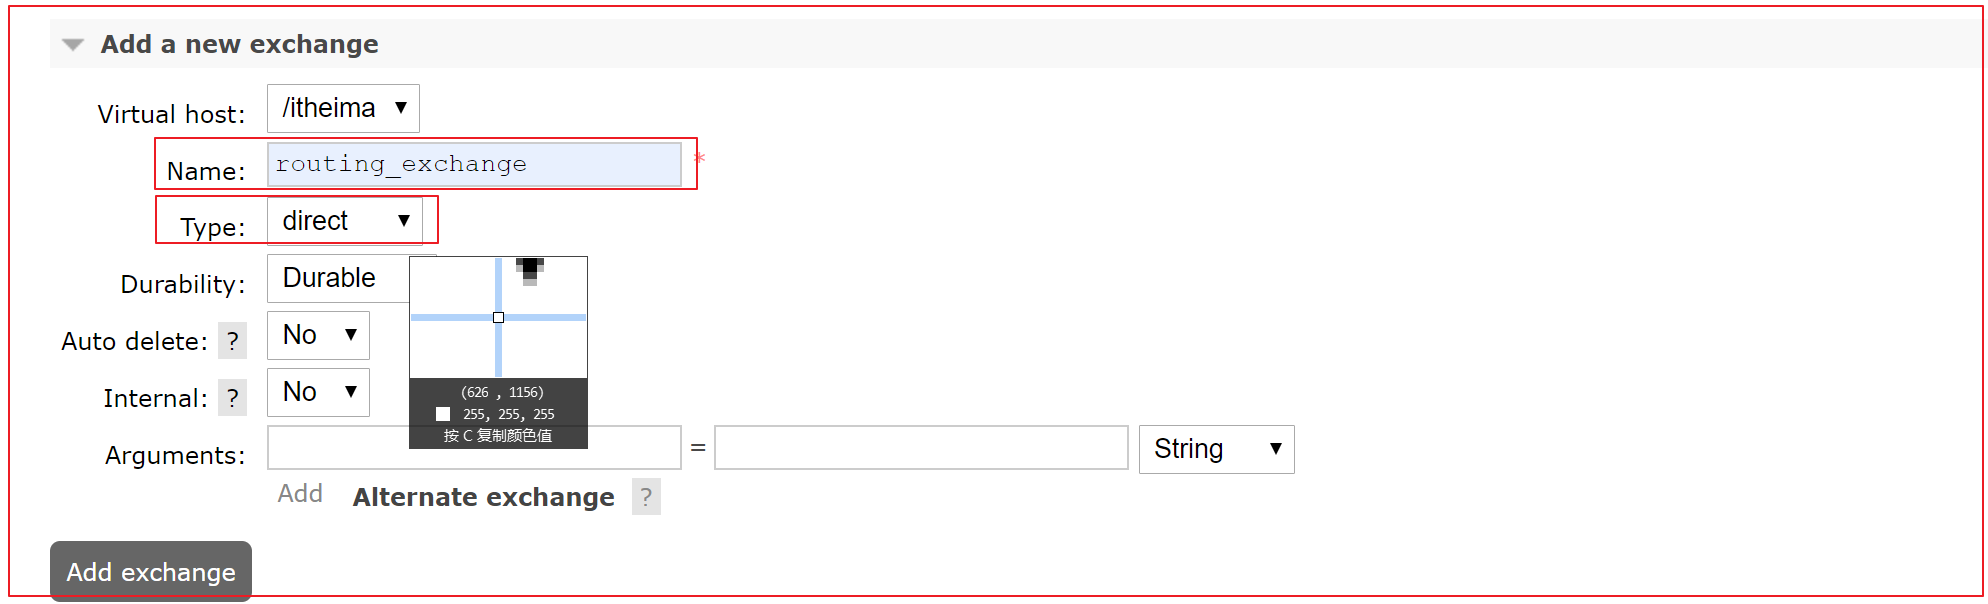 Add a new exchange
Virtual host: /itheima
Name: routing_exchange *
Type: direct
Durability: Durable
Auto delete: ? No
Internal: ? No
(626 , 1156)
255, 255, 255
按 C 复制颜色值
Arguments: = String
Add Alternate exchange ?
Add exchange